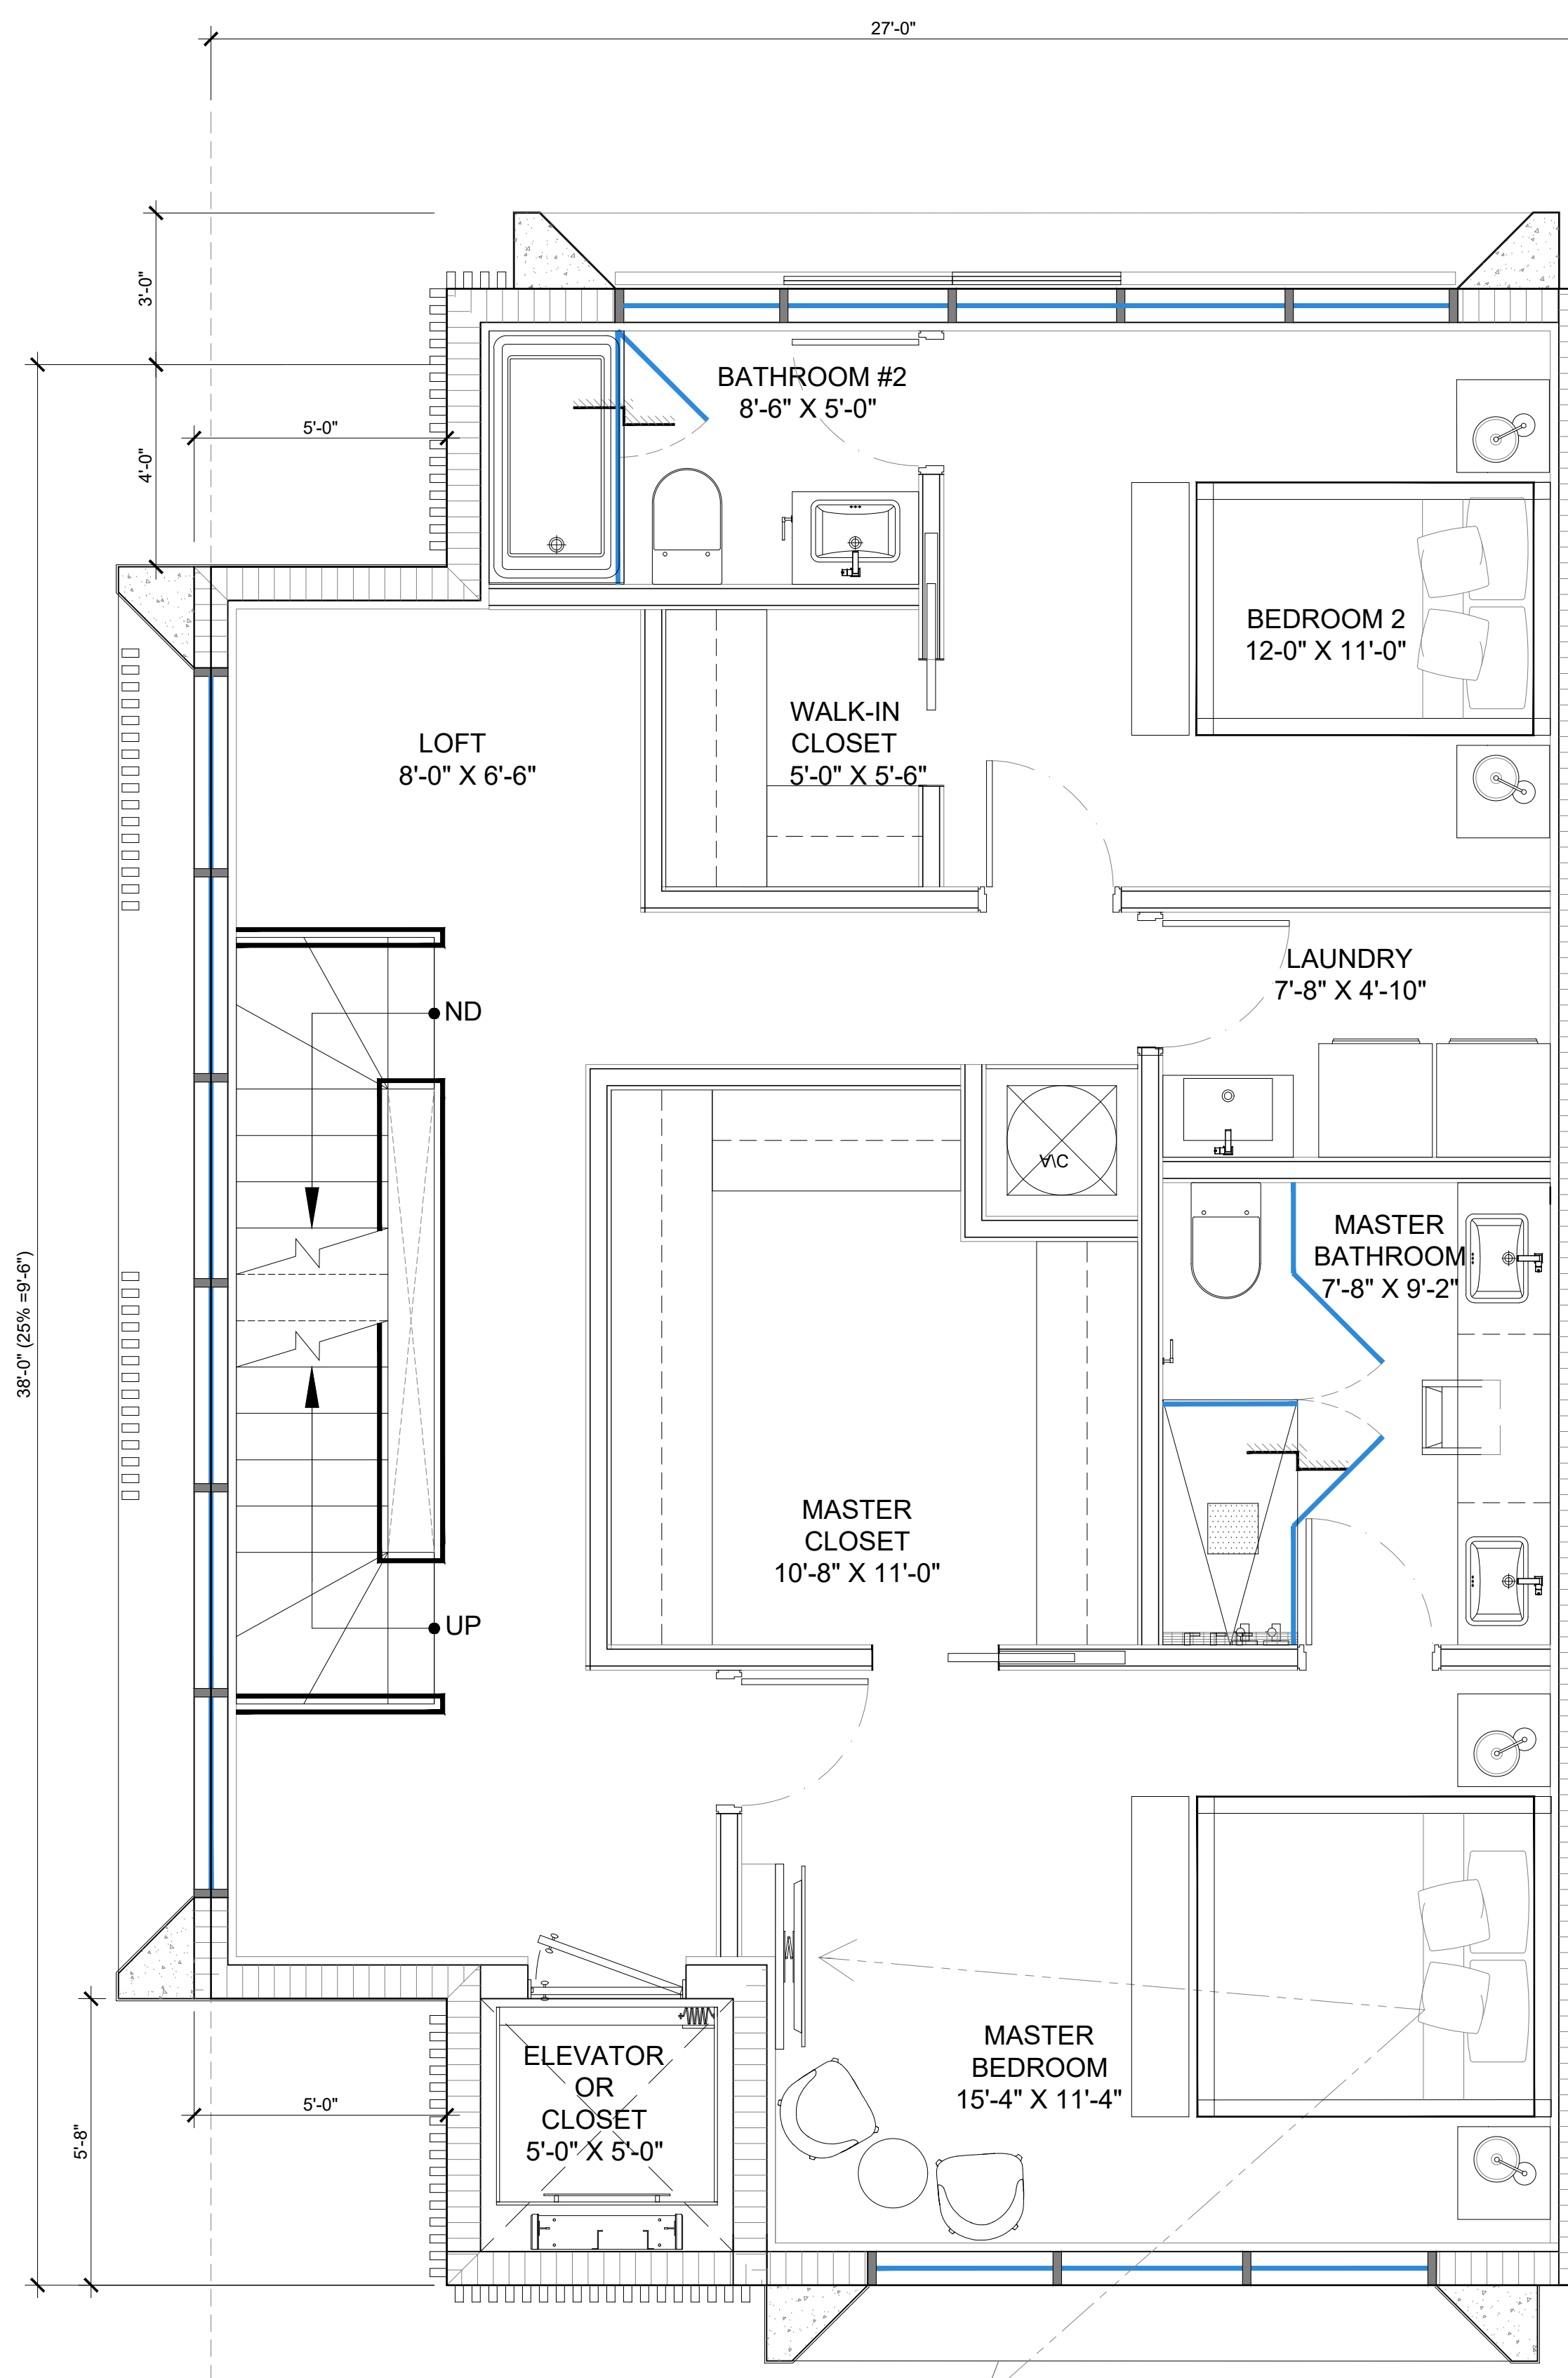 27'-0"
3'-0"
BATHROOM #2
8'-6" X 5'-0"
5'-0"
4'-0"
BEDROOM 2
12-0" X 11'-0"
WALK-IN
CLOSET
5'-0" X 5'-6"
LOFT
8'-0" X 6'-6"
LAUNDRY
7'-8" X 4'-10"
ND
A/C
MASTER
BATHROOM
7'-8" X 9'-2"
38'-0" (25% =9'-6")
MASTER
CLOSET
10'-8" X 11'-0"
UP
ELEVATOR
OR
CLOSET
5'-0" X 5'-0"
MASTER
BEDROOM
15'-4" X 11'-4"
5'-0"
5'-8"